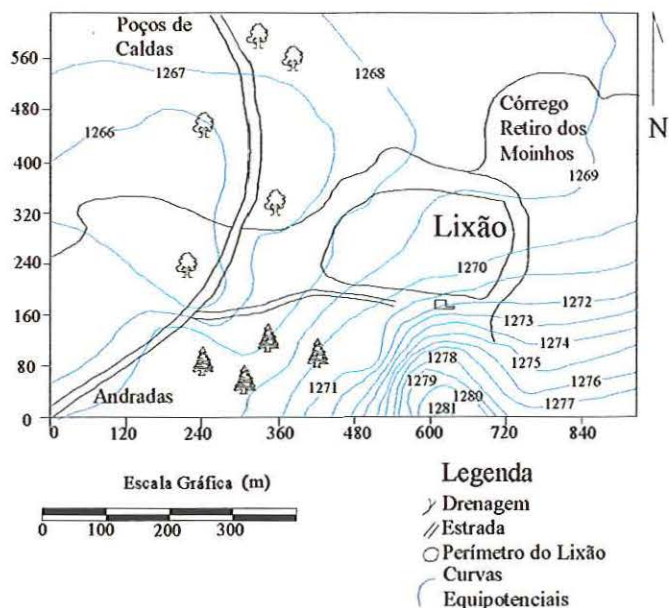 Poços de
Caldas
1267
1268
N
560
480
400
320
240
160
80
0
1266
Córrego
Retiro dos
Moinhos
1269
Lixão
1270
1272
1273
1274
1278
1275
1279
1276
1280
1277
1281
1271
Andradas
0
120
240
360
480
600
720
840
Escala Gráfica (m)
0
100
200
300
Legenda
Drenagem
Estrada
Perímetro do Lixão
Curvas
Equipotenciais